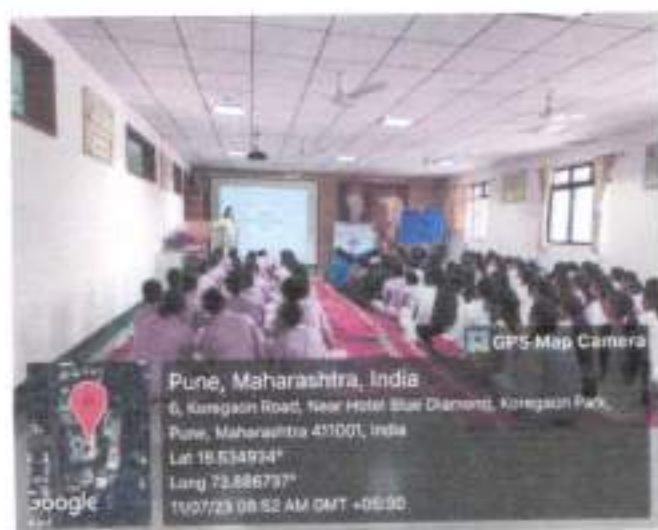 GPS Map Camera
Pune, Maharashtra, India
6, Koregaon Road, Near Hotel Blue Diamond, Koregaon Park,
Pune, Maharashtra 411001, India
Lat 18.534934°
Long 73.886737°
11/07/23 08:52 AM GMT +05:30
Google